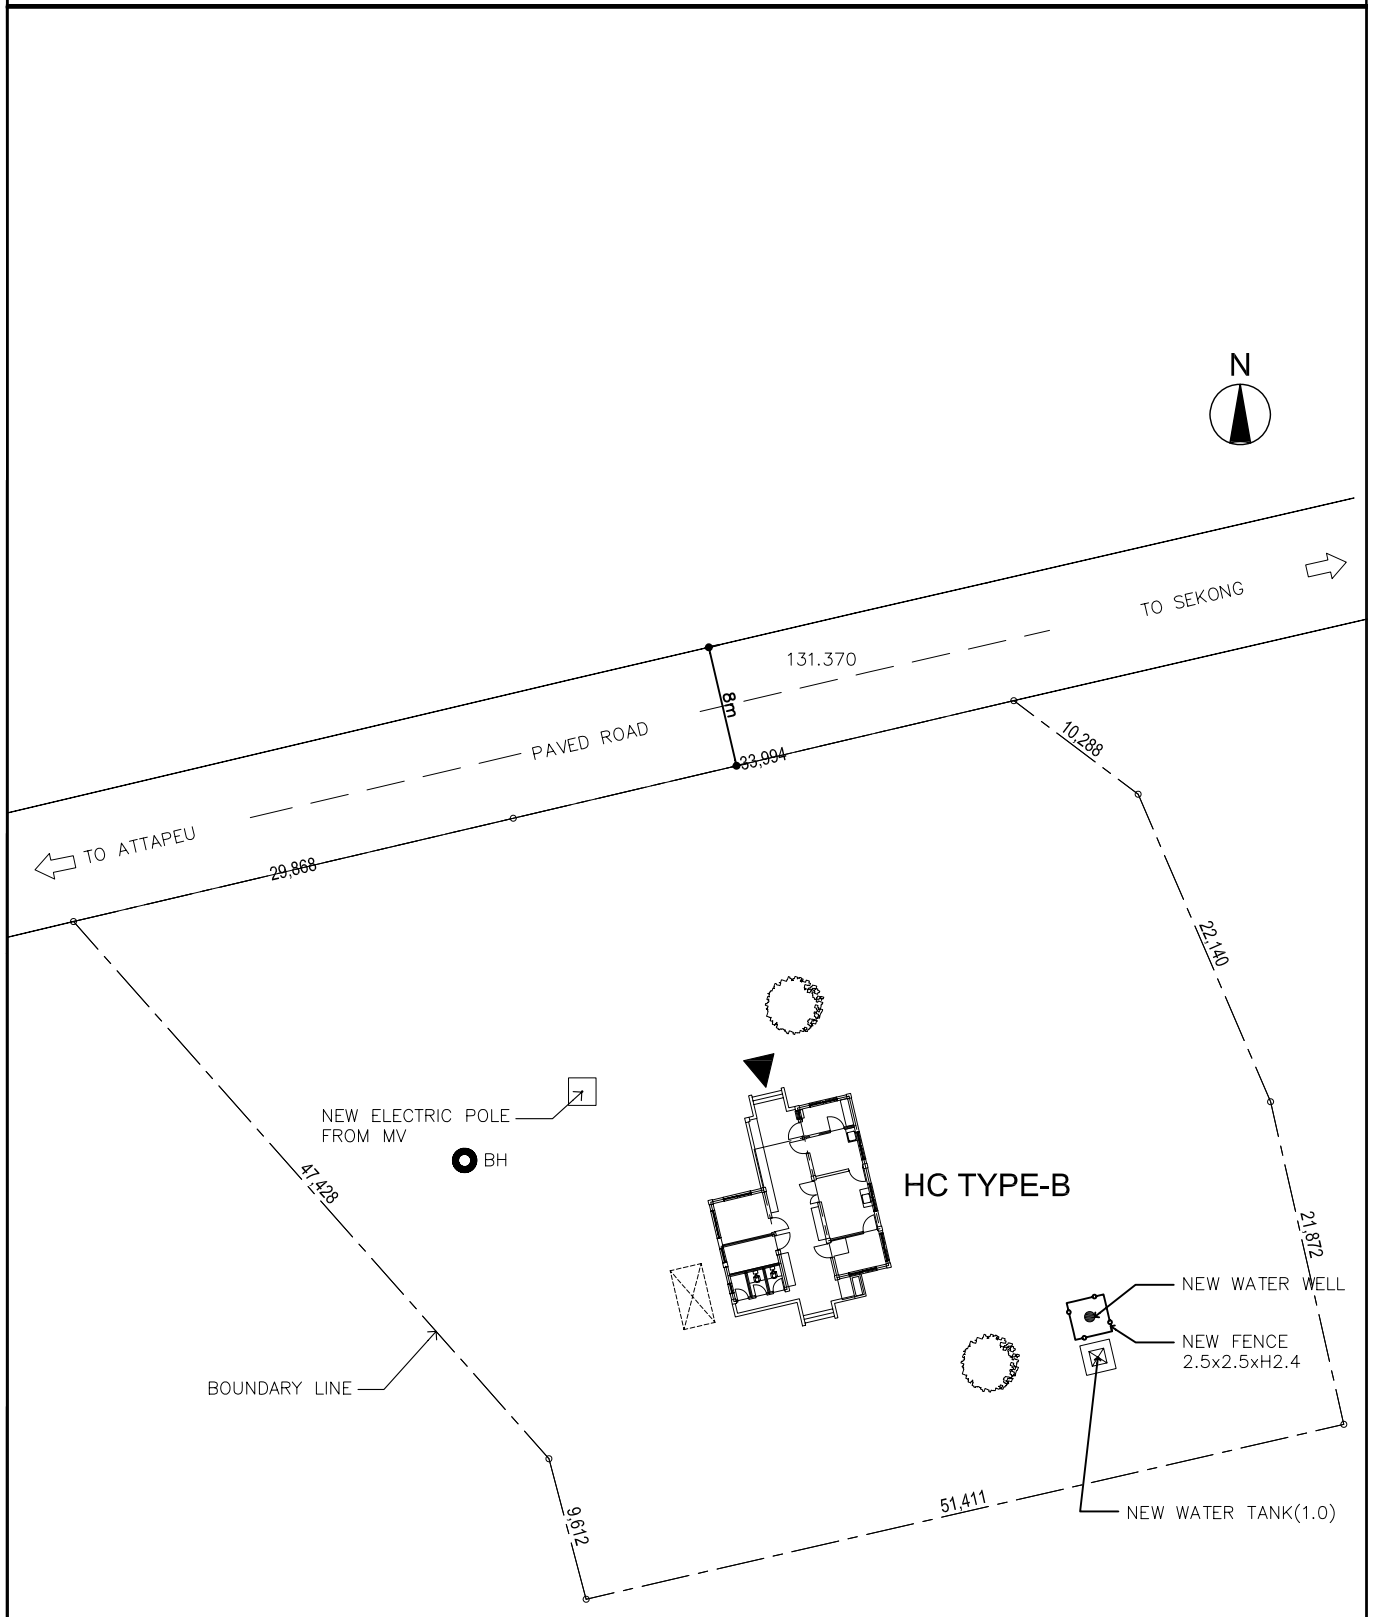 N
TO SEKONG
131.370
8m
PAVED ROAD
33,994
10,288
TO ATTAPEU
29,868
22,140
NEW ELECTRIC POLE
FROM MV
BH
47,428
HC TYPE-B
21,872
NEW WATER WELL
NEW FENCE
2.5x2.5xH2.4
BOUNDARY LINE
51,411
9,612
NEW WATER TANK(1.0)